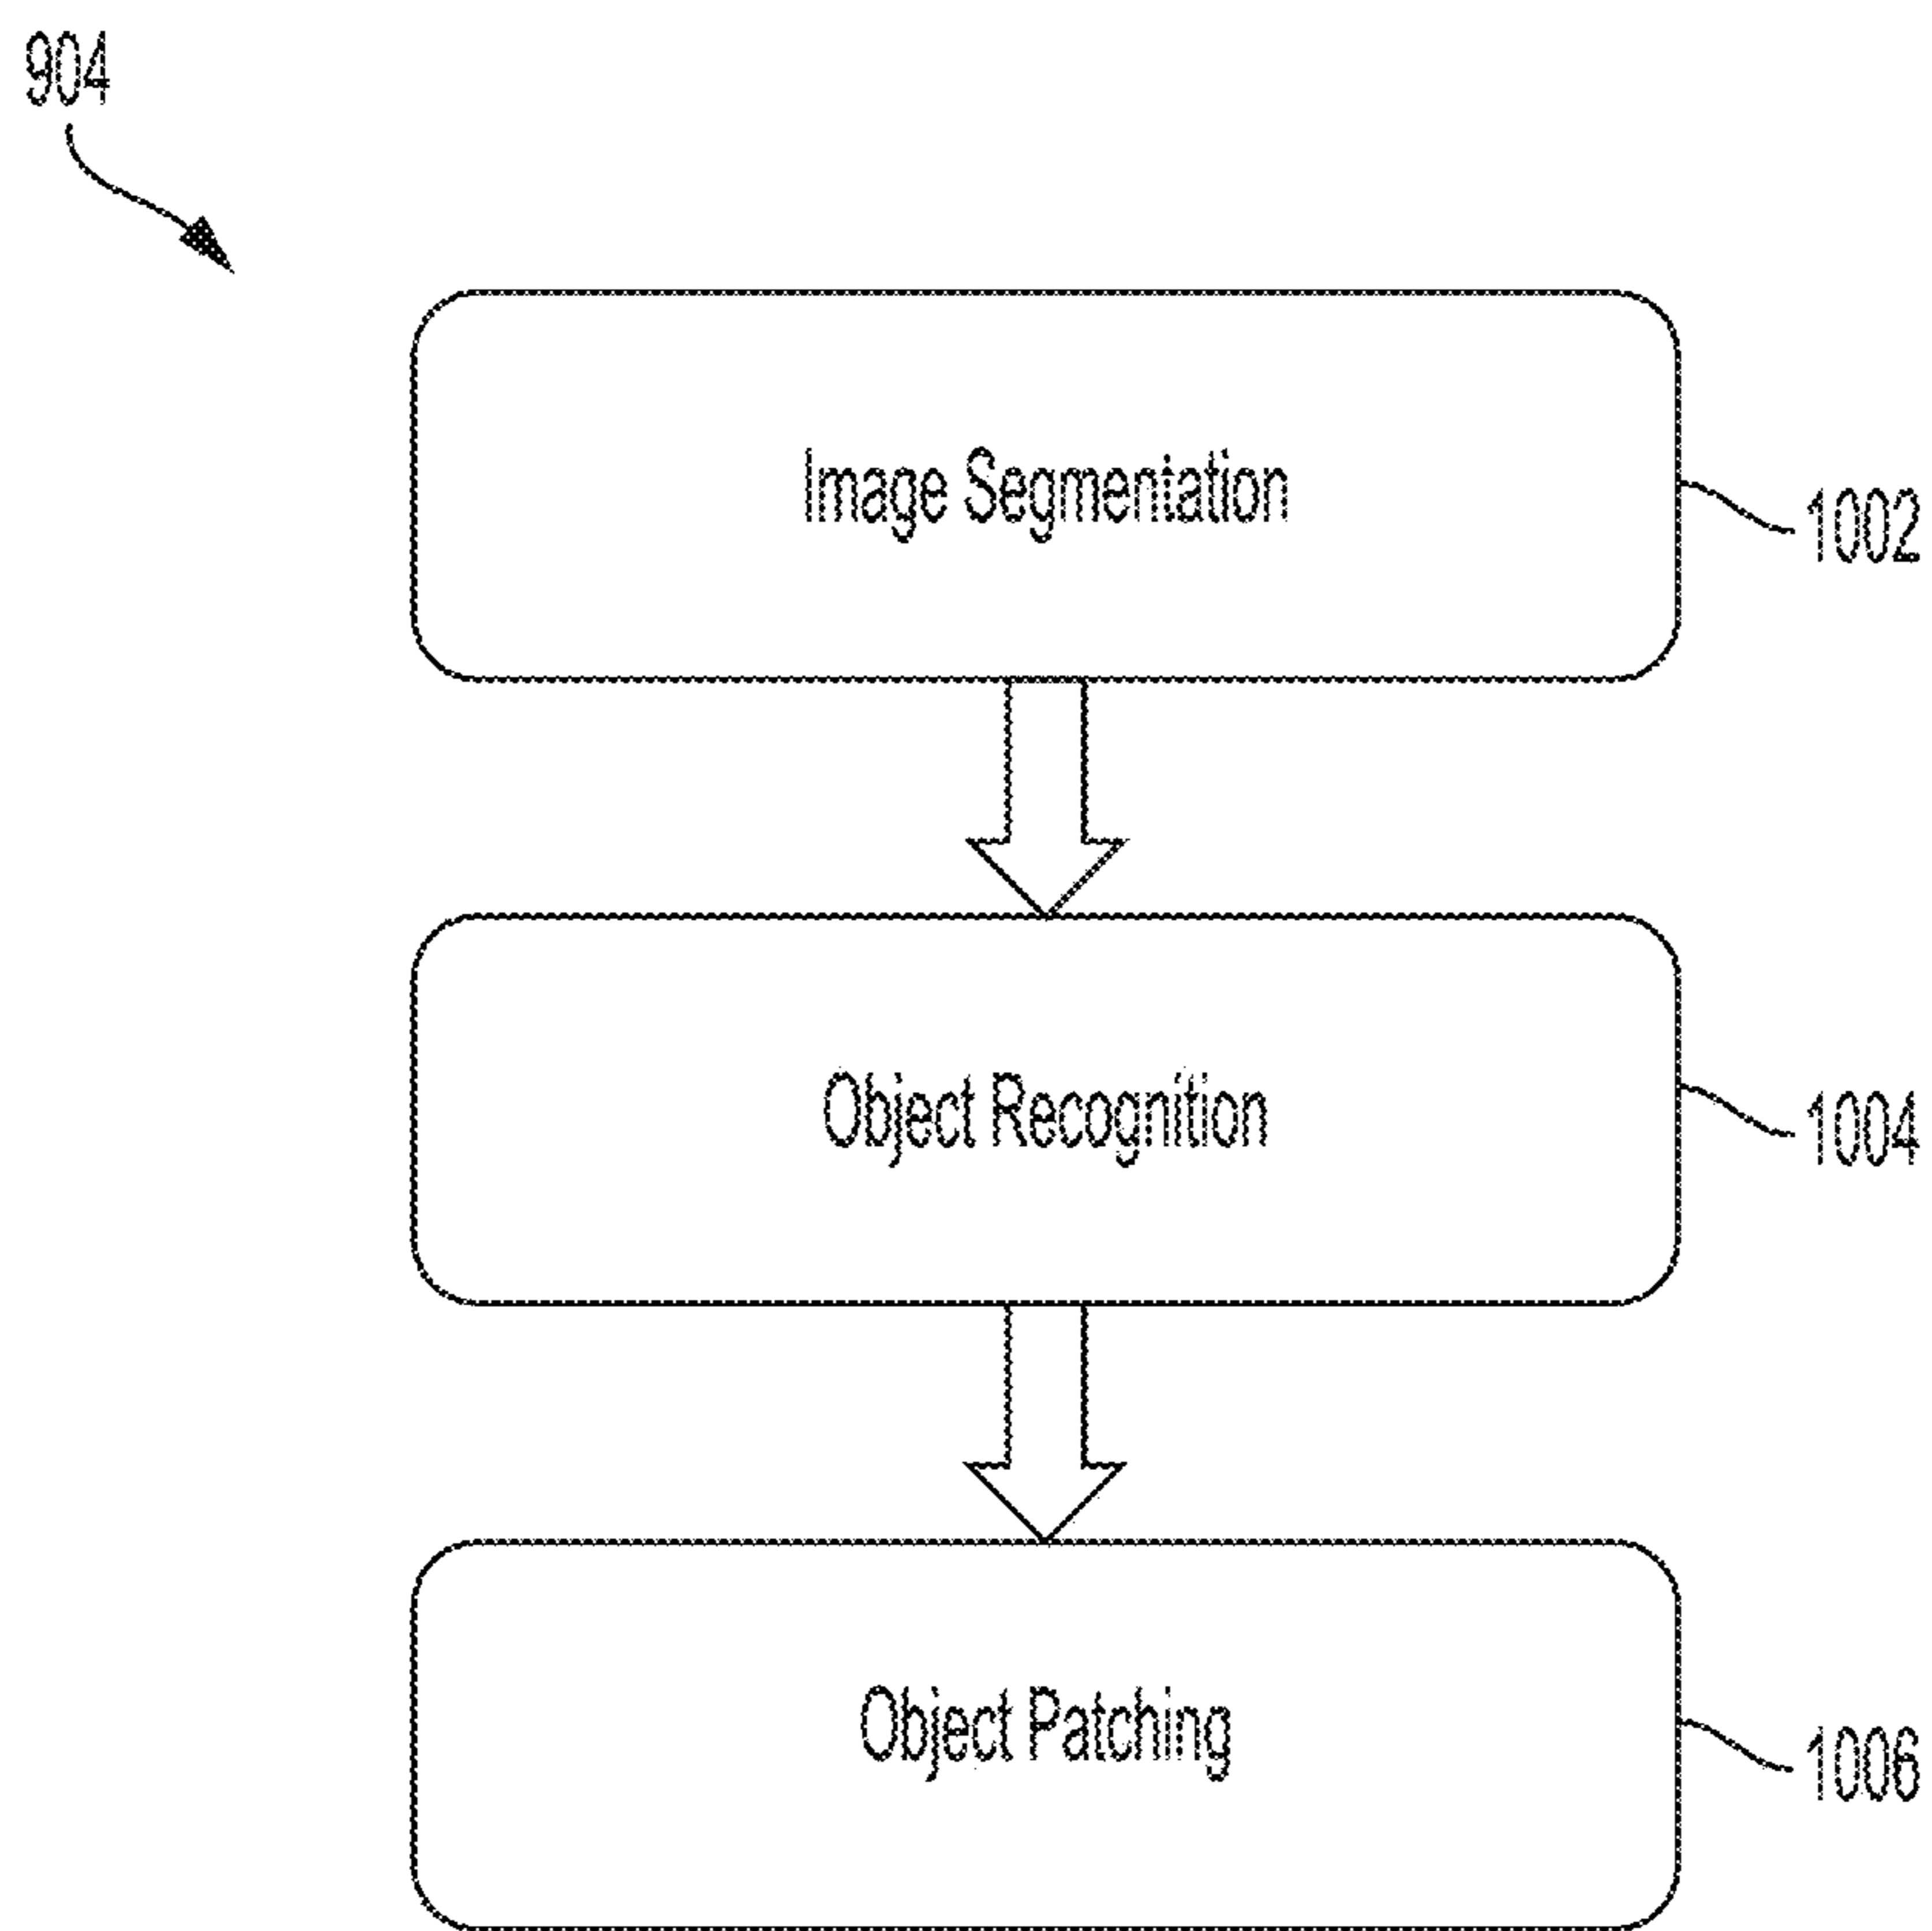 904
Image Segmentation
1002
Object Recognition
1004
Object Patching
1006